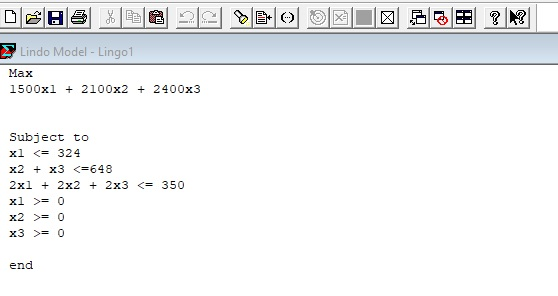 Lindo Model - Lingo1
Max
1500x1 + 2100x2 + 2400x3
Subject to
x1 <= 324
x2 + x3 <=648
2x1 + 2x2 + 2x3 <= 350
x1 >= 0
x2 >= 0
x3 >= 0
end